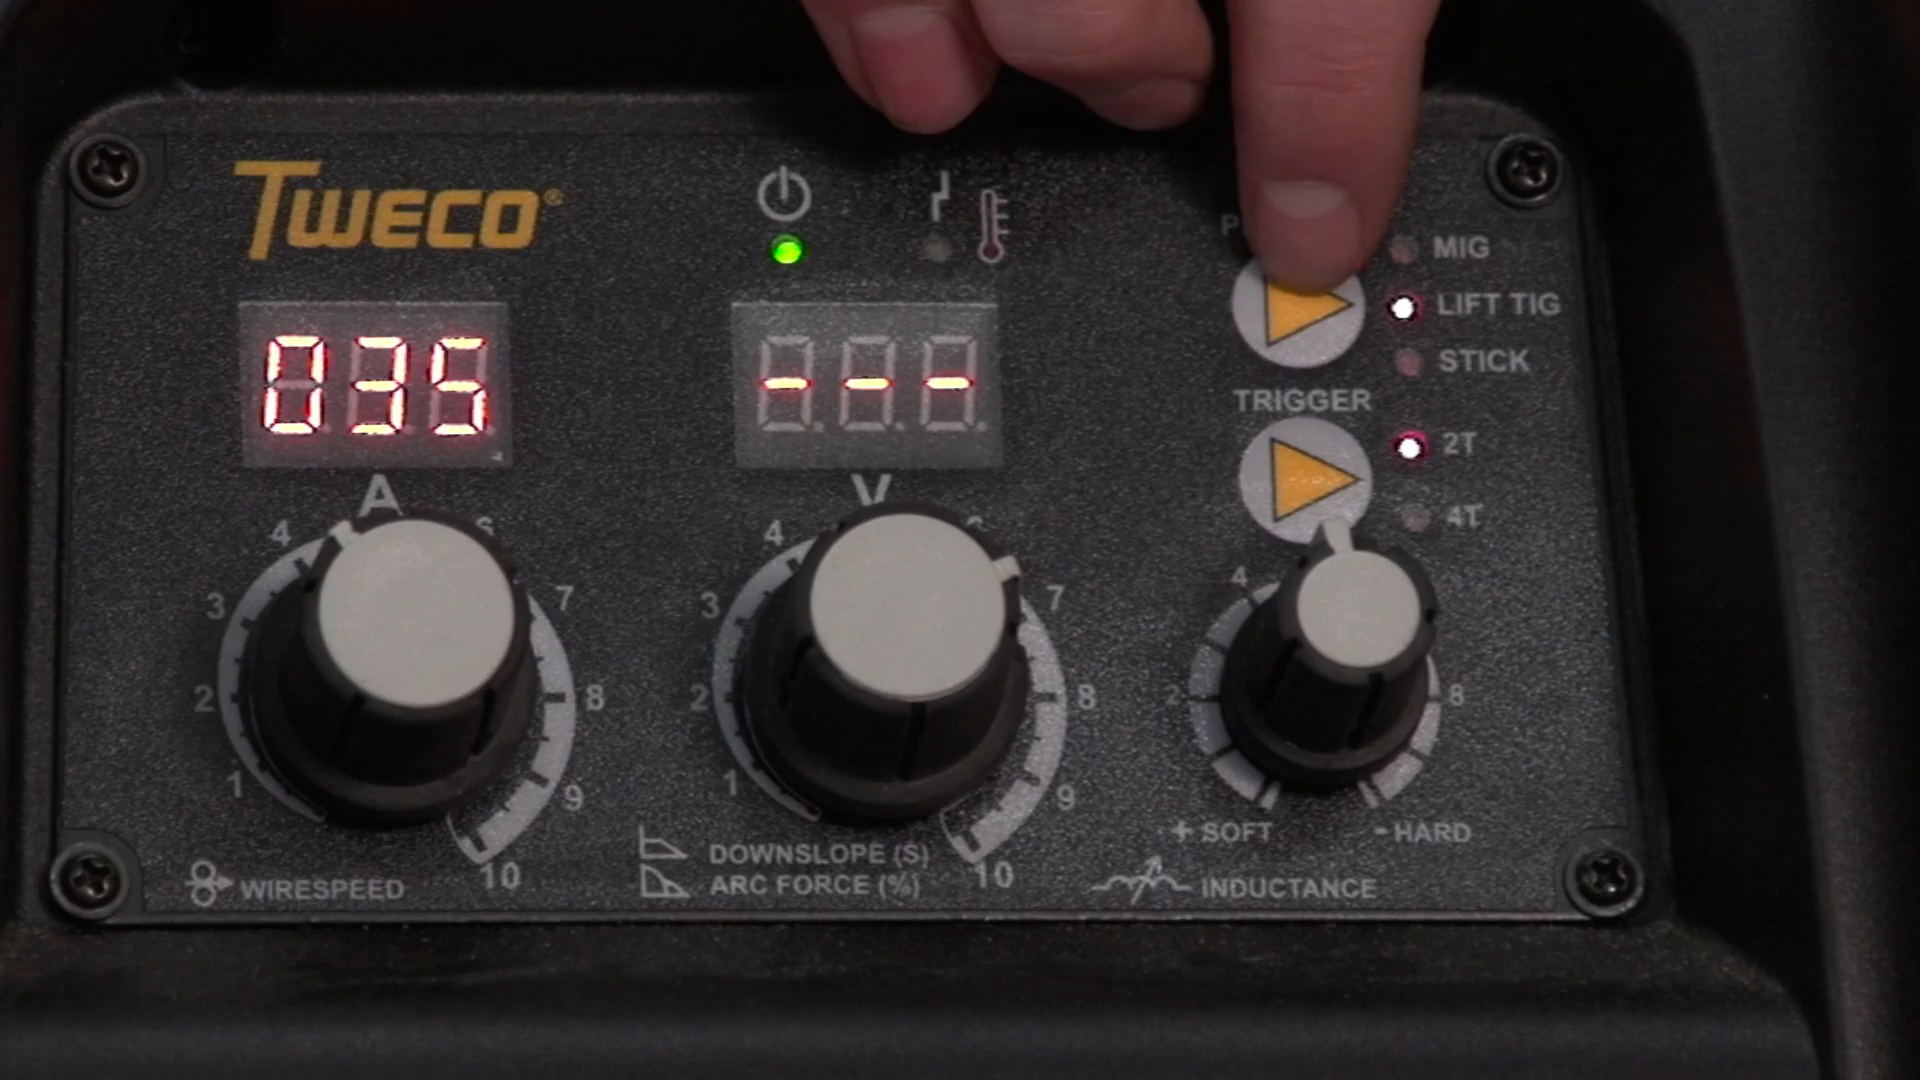 TWECO®
MIG
LIFT TIG
035
---
STICK
TRIGGER
2T
A
V
4T
4
6
4
4
3
7
3
7
2
8
2
8
2
8
1
9
1
9
+ SOFT
- HARD
DOWNSLOPE (S)
10
10
WIRESPEED
ARC FORCE (%)
INDUCTANCE